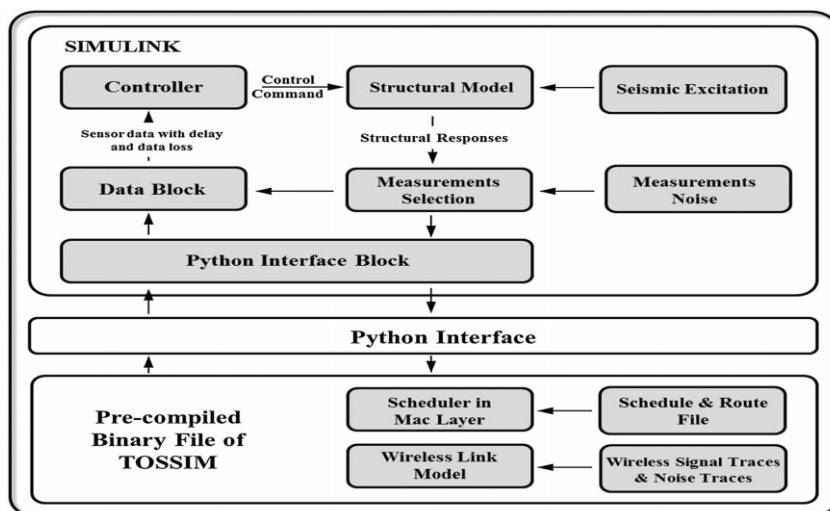 SIMULINK
Controller
Control
Command
Structural Model
Seismic Excitation
Sensor data with delay
and data loss
Structural Responses
Data Block
Measurements
Selection
Measurements
Noise
Python Interface Block
Python Interface
Pre-compiled
Binary File of
TOSSIM
Scheduler in
Mac Layer
Schedule & Route
File
Wireless Link
Model
Wireless Signal Traces
& Noise Traces